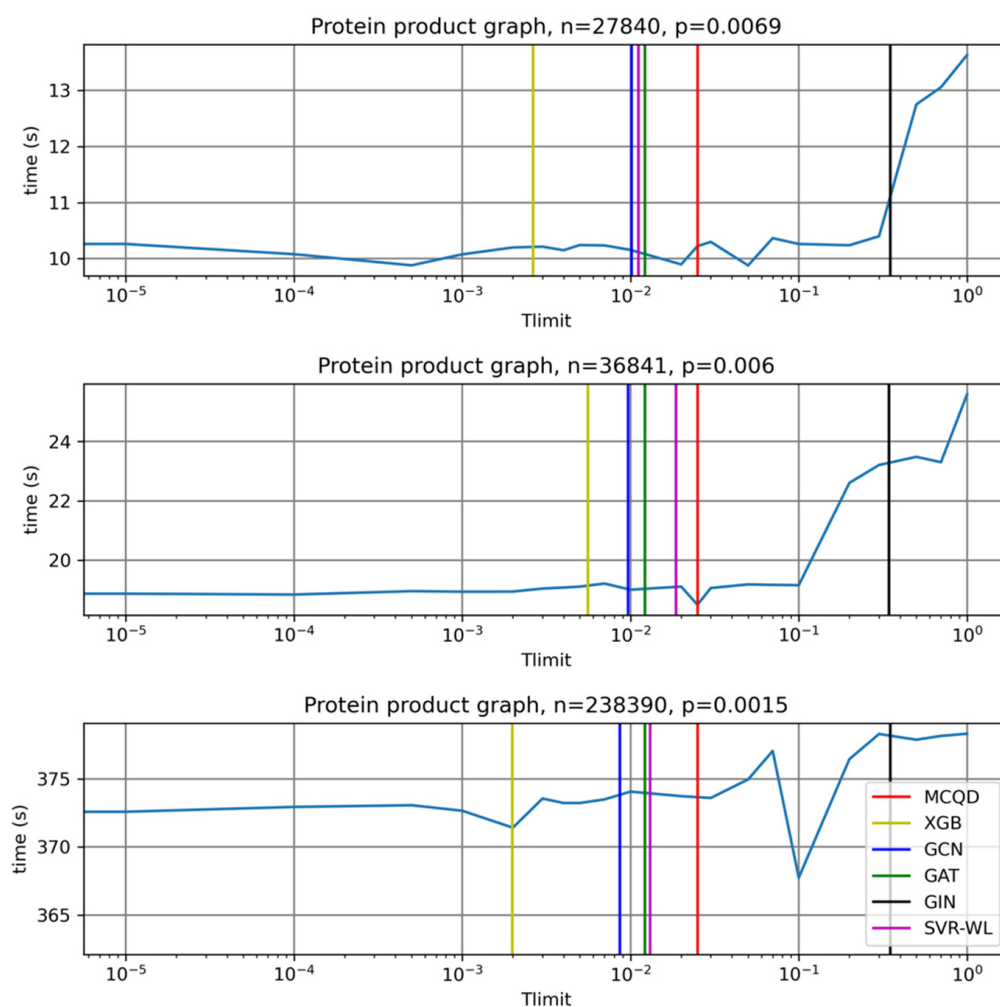 Protein product graph, n=27840, p=0.0069
13
12
11
10
time (s)
10⁻⁵ 10⁻⁴ 10⁻³ 10⁻² 10⁻¹ 10⁰
Tlimit
Protein product graph, n=36841, p=0.006
24
22
20
time (s)
10⁻⁵ 10⁻⁴ 10⁻³ 10⁻² 10⁻¹ 10⁰
Tlimit
Protein product graph, n=238390, p=0.0015
375
370
365
time (s)
MCQD
XGB
GCN
GAT
GIN
SVR-WL
10⁻⁵ 10⁻⁴ 10⁻³ 10⁻² 10⁻¹ 10⁰
Tlimit